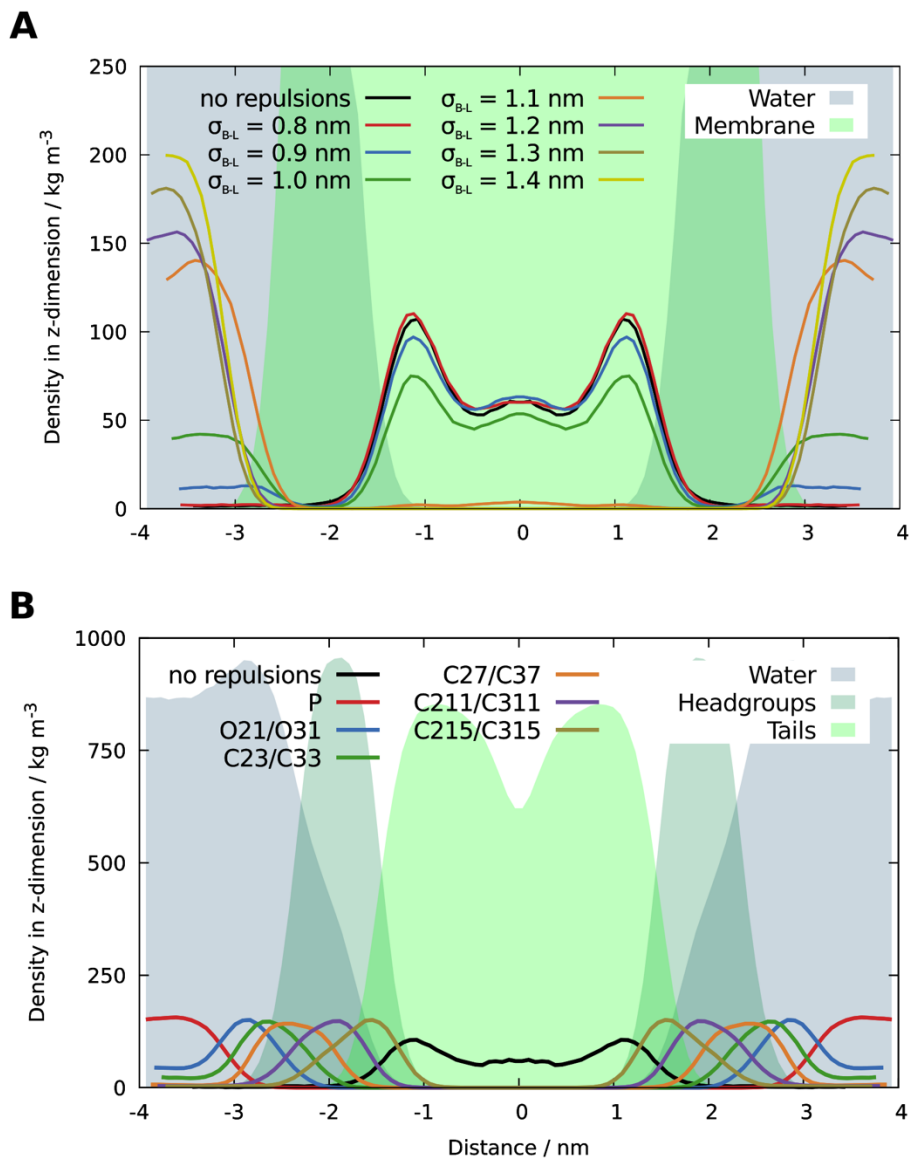 A
250
200
150
100
50
0
Density in z-dimension / kg m⁻³
no repulsions
σB-L = 0.8 nm
σB-L = 0.9 nm
σB-L = 1.0 nm
σB-L = 1.1 nm
σB-L = 1.2 nm
σB-L = 1.3 nm
σB-L = 1.4 nm
Water
Membrane
-4 -3 -2 -1 0 1 2 3 4
B
1000
750
500
250
0
Density in z-dimension / kg m⁻³
no repulsions
P
O21/O31
C23/C33
C27/C37
C211/C311
C215/C315
Water
Headgroups
Tails
-4 -3 -2 -1 0 1 2 3 4
Distance / nm